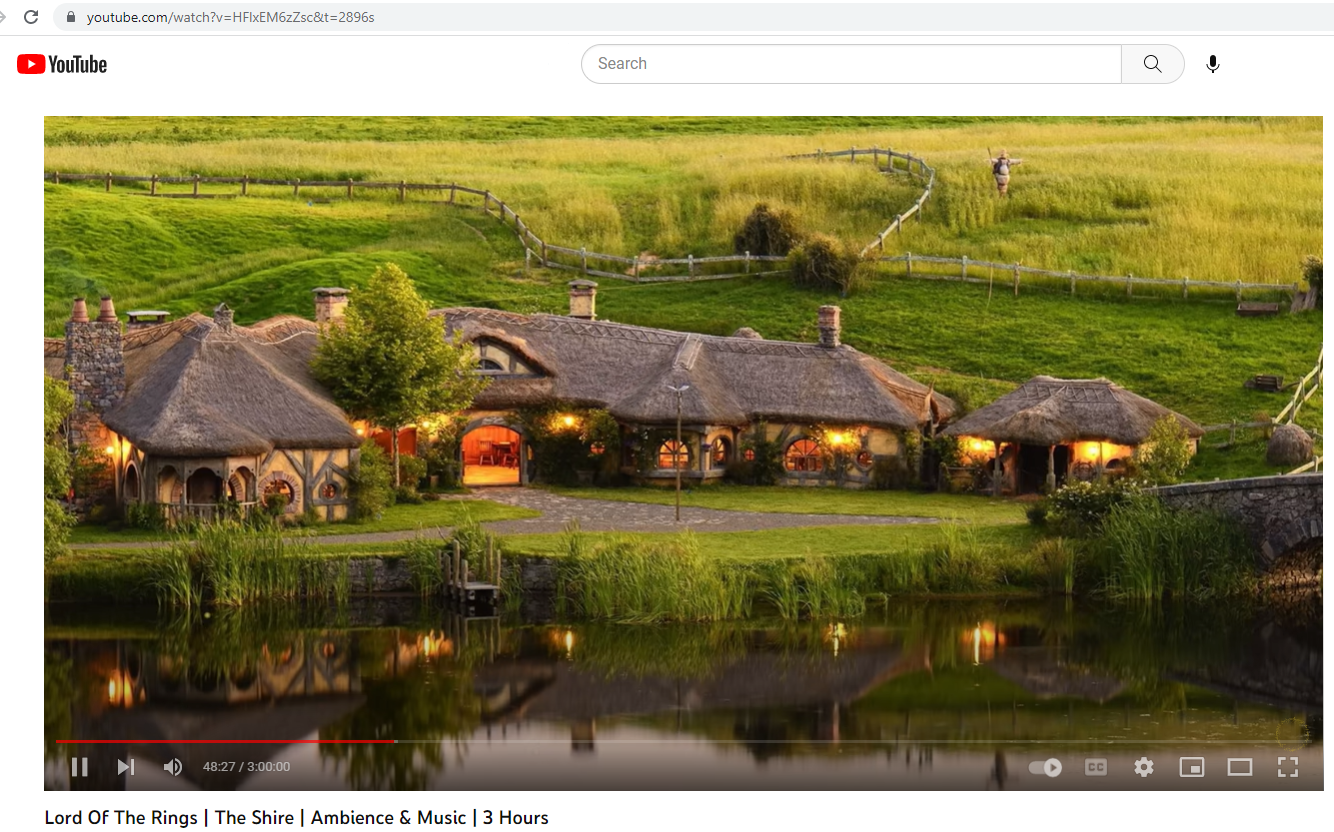 youtube.com/watch?v=HFlxEM6zZsc&t=2896s
YouTube
Search
48:27 / 3:00:00
CC
Lord Of The Rings | The Shire | Ambience & Music | 3 Hours